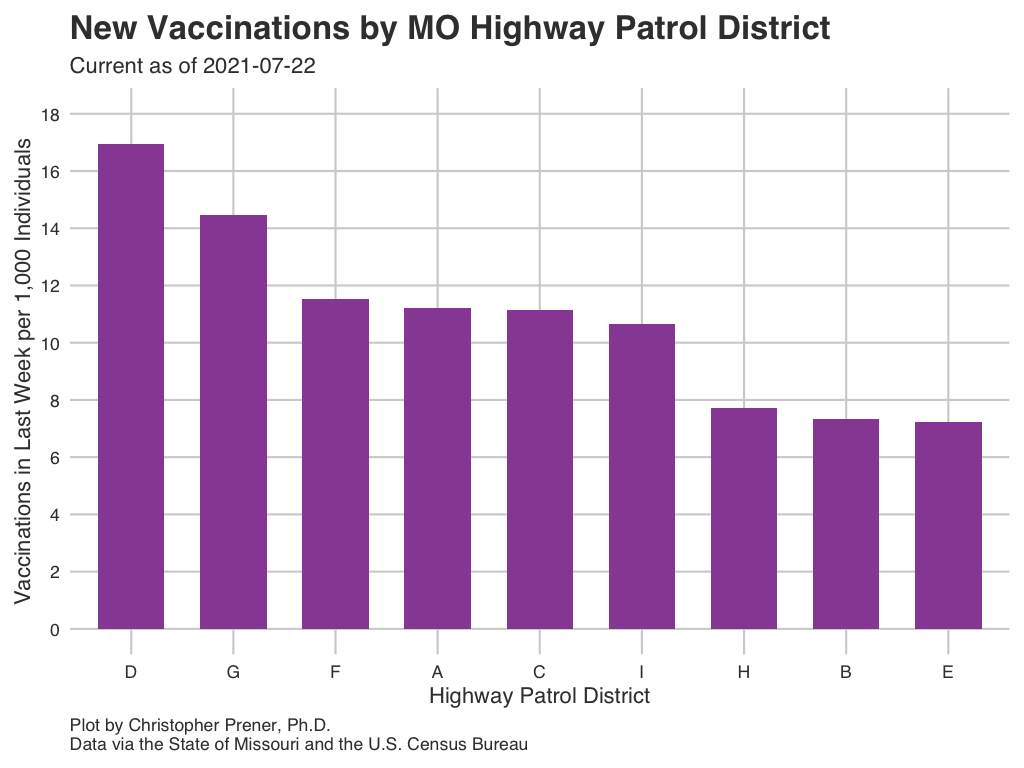 New Vaccinations by MO Highway Patrol District
Current as of 2021-07-22
Vaccinations in Last Week per 1,000 Individuals
18
16
14
12
10
8
6
4
2
0
D G F A C I H B E
Highway Patrol District
Plot by Christopher Prener, Ph.D.
Data via the State of Missouri and the U.S. Census Bureau